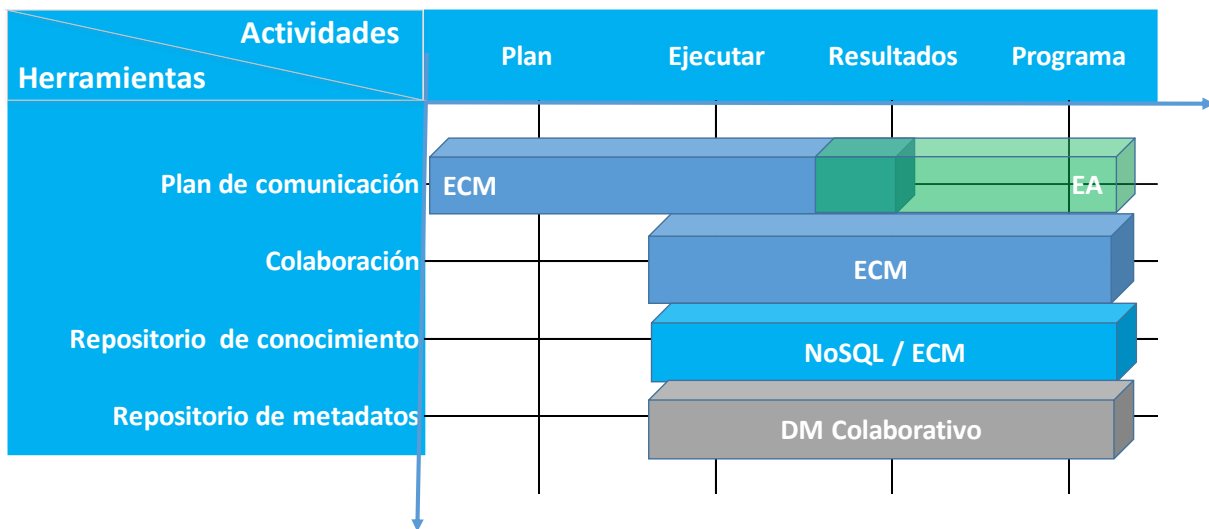 Actividades
Herramientas
Plan
Ejecutar
Resultados
Programa
Plan de comunicación
ECM
EA
Colaboración
ECM
Repositorio de conocimiento
NoSQL / ECM
Repositorio de metadatos
DM Colaborativo